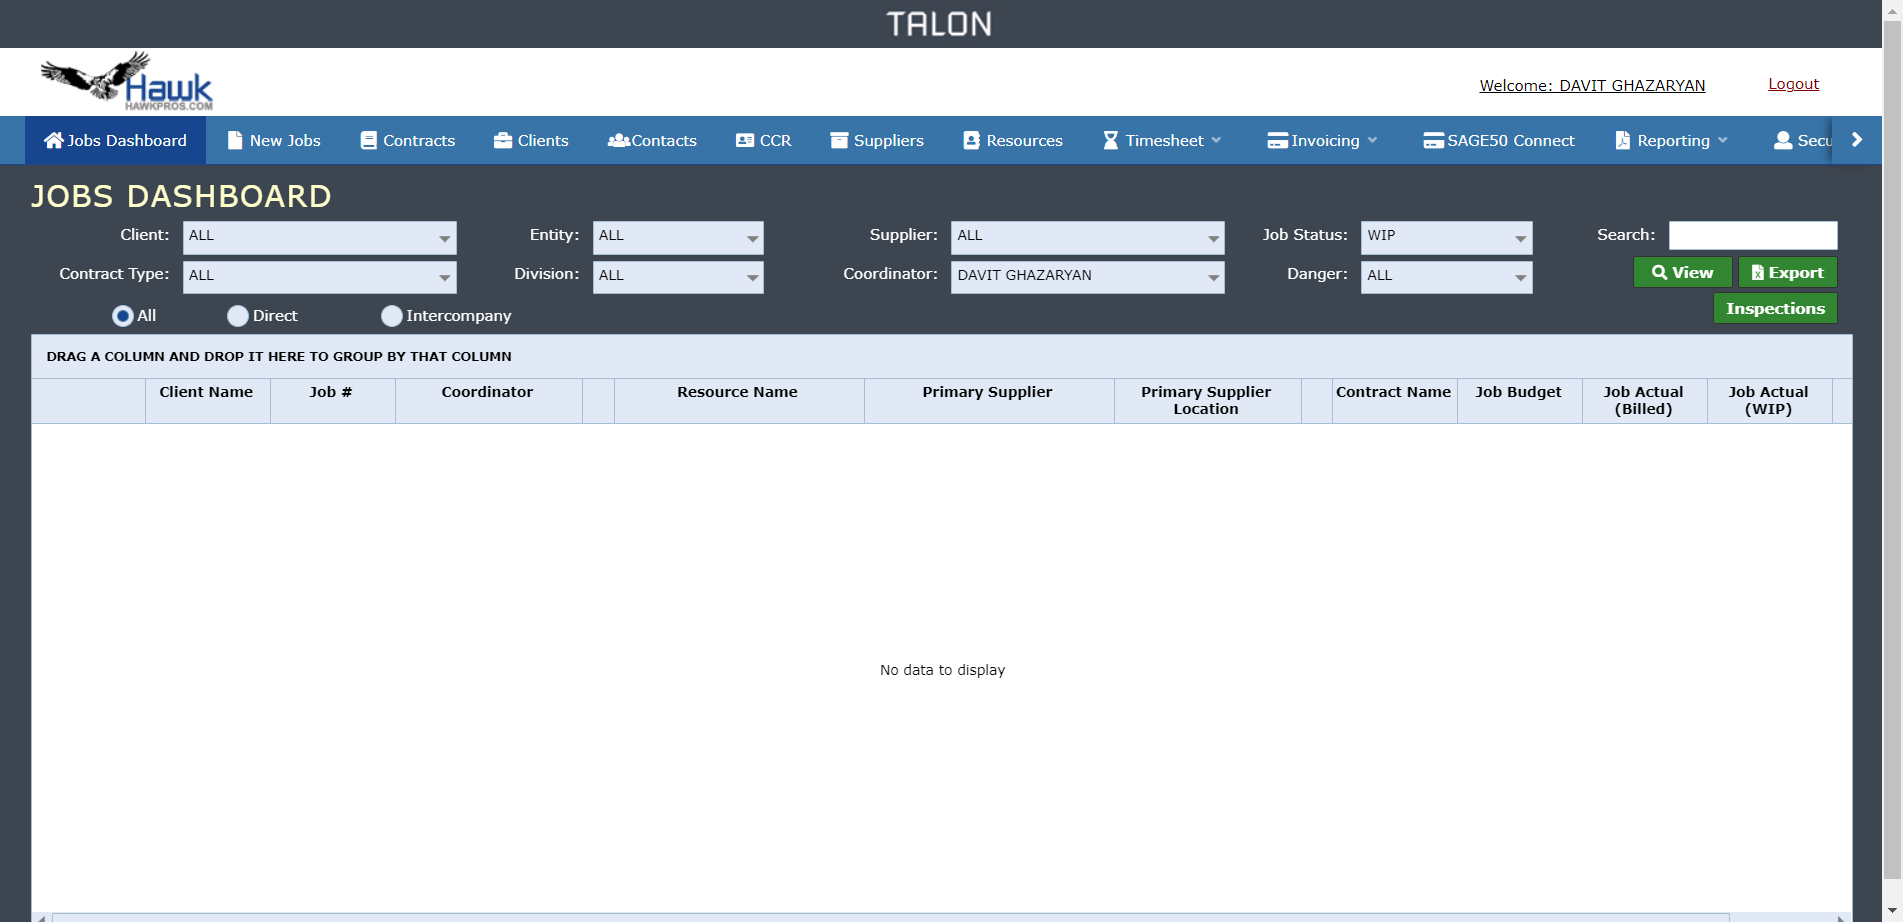 TALON
Hawk
HAWKPROS.COM
Welcome: DAVIT GHAZARYAN Logout
Jobs Dashboard New Jobs Contracts Clients Contacts CCR Suppliers Resources Timesheet Invoicing SAGE50 Connect Reporting Secu
JOBS DASHBOARD
Client: ALL Entity: ALL Supplier: ALL Job Status: WIP Search:
Contract Type: ALL Division: ALL Coordinator: DAVIT GHAZARYAN Danger: ALL View Export
All Direct Intercompany Inspections
DRAG A COLUMN AND DROP IT HERE TO GROUP BY THAT COLUMN
Client Name Job # Coordinator Resource Name Primary Supplier Primary Supplier Location Contract Name Job Budget Job Actual (Billed) Job Actual (WIP)
No data to display